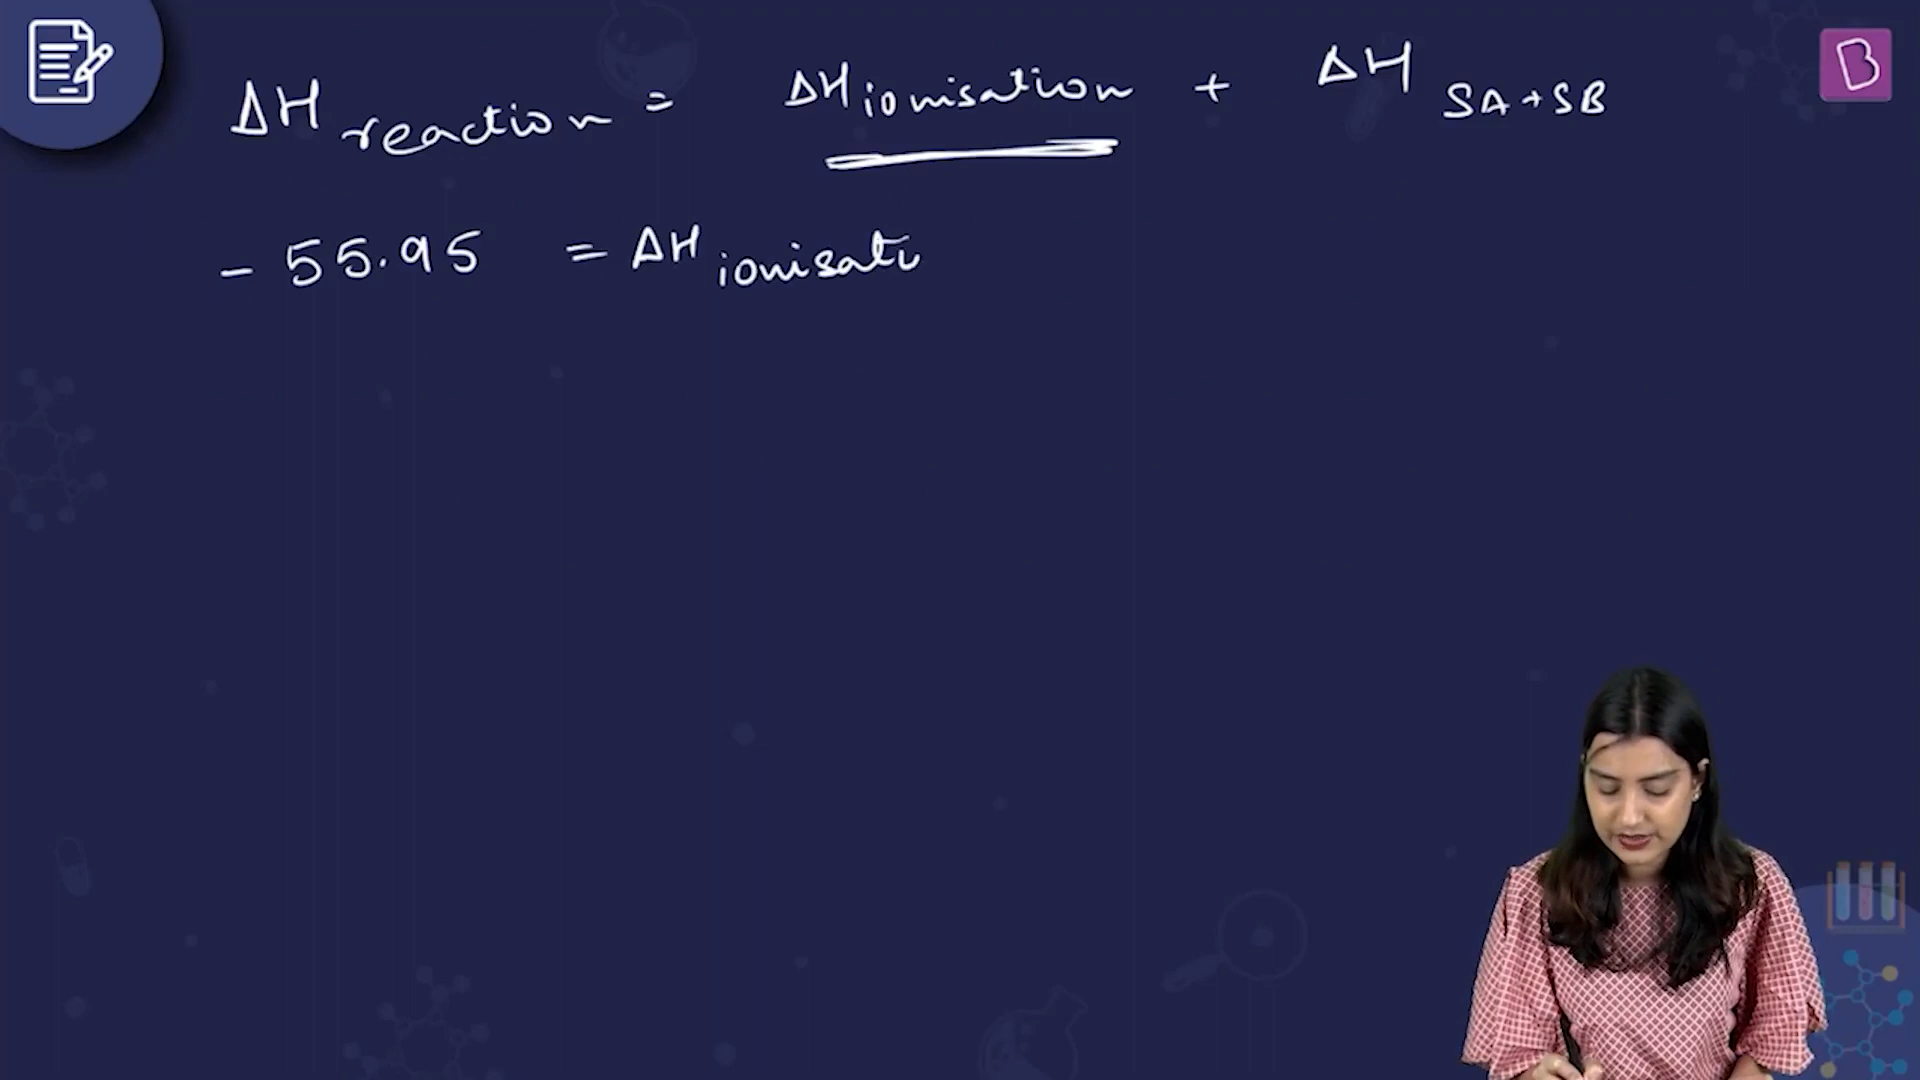 ΔH reaction = ΔH ionisation + ΔH SA+SB
- 55.95 = ΔH ionisati
B